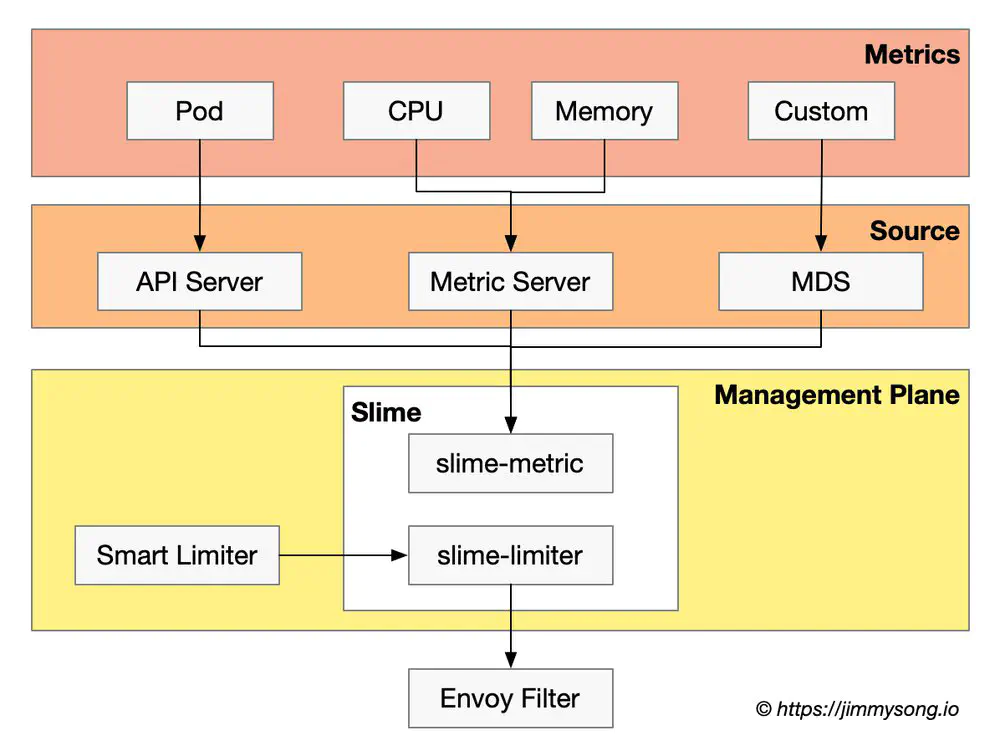 Metrics
Pod
CPU
Memory
Custom
Source
API Server
Metric Server
MDS
Management Plane
Slime
slime-metric
Smart Limiter
slime-limiter
Envoy Filter
© https://jimmysong.io